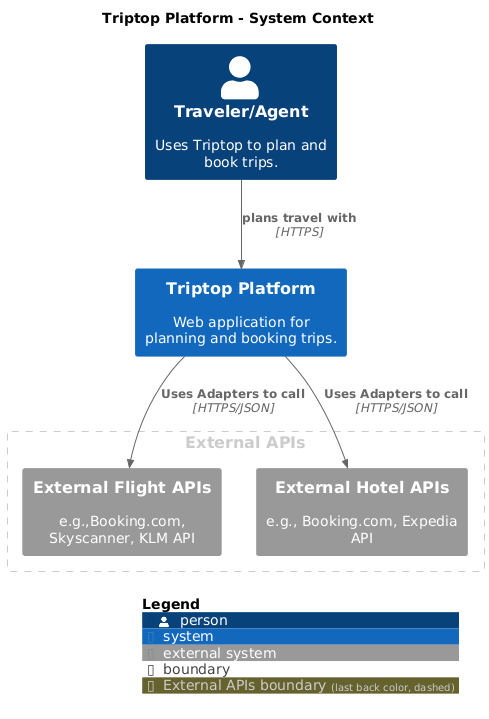 Triptop Platform - System Context
Traveler/Agent
Uses Triptop to plan and
book trips.
plans travel with
[HTTPS]
Triptop Platform
Web application for
planning and booking trips.
Uses Adapters to call
[HTTPS/JSON]
Uses Adapters to call
[HTTPS/JSON]
External APIs
External Flight APIs
e.g.,Booking.com,
Skyscanner, KLM API
External Hotel APIs
e.g., Booking.com, Expedia
API
Legend
person
system
external system
boundary
External APIs boundary (last back color, dashed)